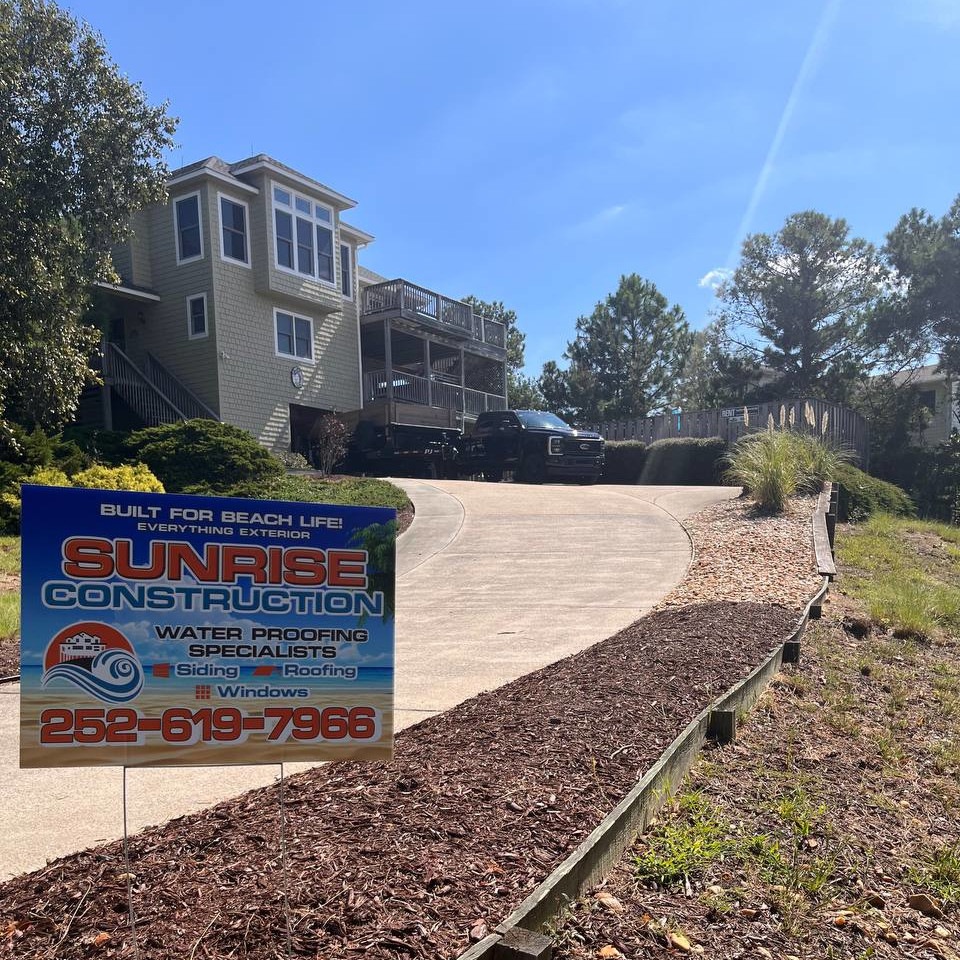 BUILT FOR BEACH LIFE!
EVERYTHING EXTERIOR
SUNRISE
CONSTRUCTION
WATER PROOFING
SPECIALISTS
Siding Roofing
Windows
252-619-7966